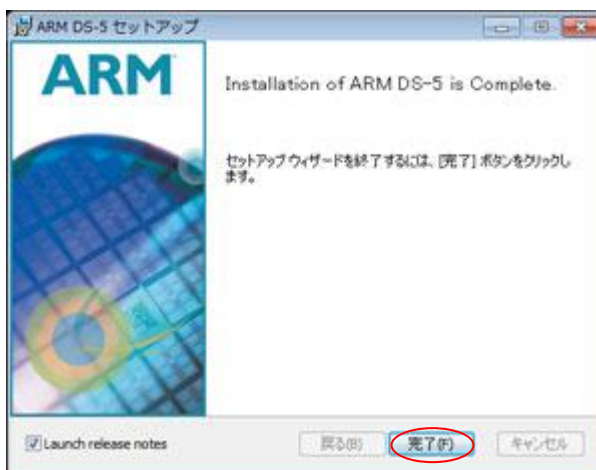 ARM DS-5 セットアップ
ARM
Installation of ARM DS-5 is Complete.
セットアップ ウィザードを終了するには、[完了] ボタンをクリックし
ます。
Launch release notes
戻る(B)
完了(F)
キャンセル